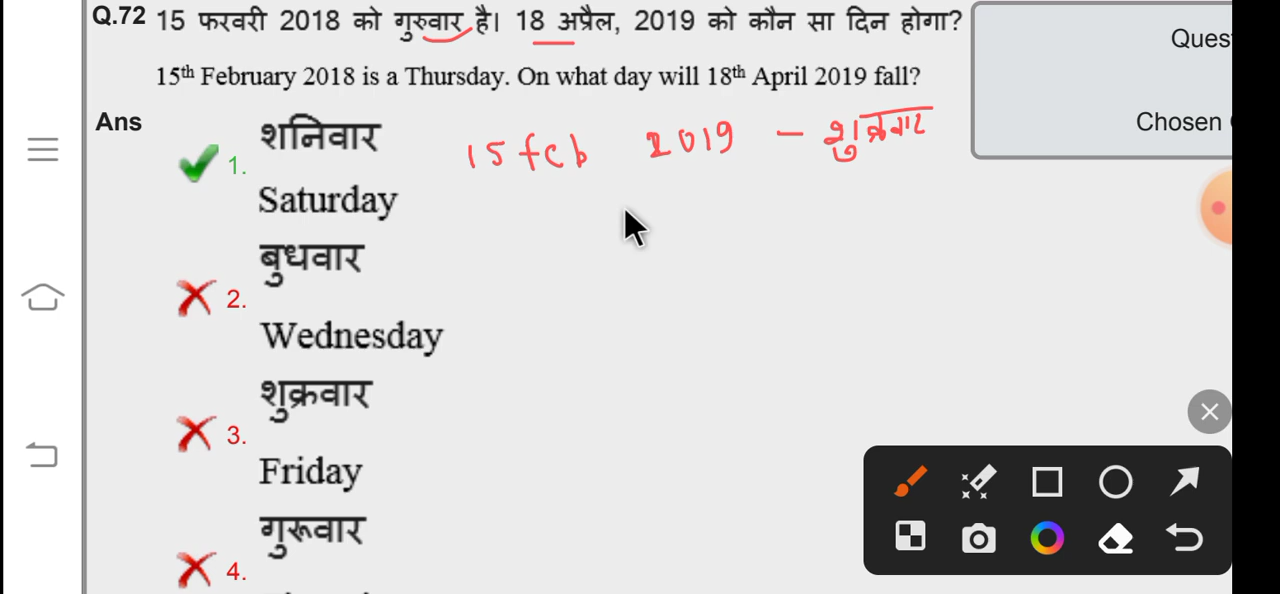 Q.72 15 फरवरी 2018 को गुरुवार है। 18 अप्रैल, 2019 को कौन सा दिन होगा?
15th February 2018 is a Thursday. On what day will 18th April 2019 fall?
Ques
Chosen
Ans
15 feb 2019 - शुक्रवार
शनिवार
1.
Saturday
बुधवार
2.
Wednesday
शुक्रवार
3.
Friday
गुरूवार
4.